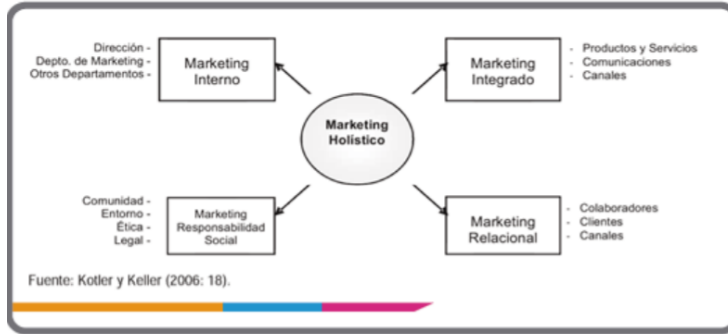 Dirección -
Depto. de Marketing -
Otros Departamentos -
Marketing
Interno
Marketing
Integrado
- Productos y Servicios
- Comunicaciones
- Canales
Marketing
Holístico
Comunidad -
Entorno -
Ética -
Legal -
Marketing
Responsabilidad
Social
Marketing
Relacional
- Colaboradores
- Clientes
- Canales
Fuente: Kotler y Keller (2006: 18).